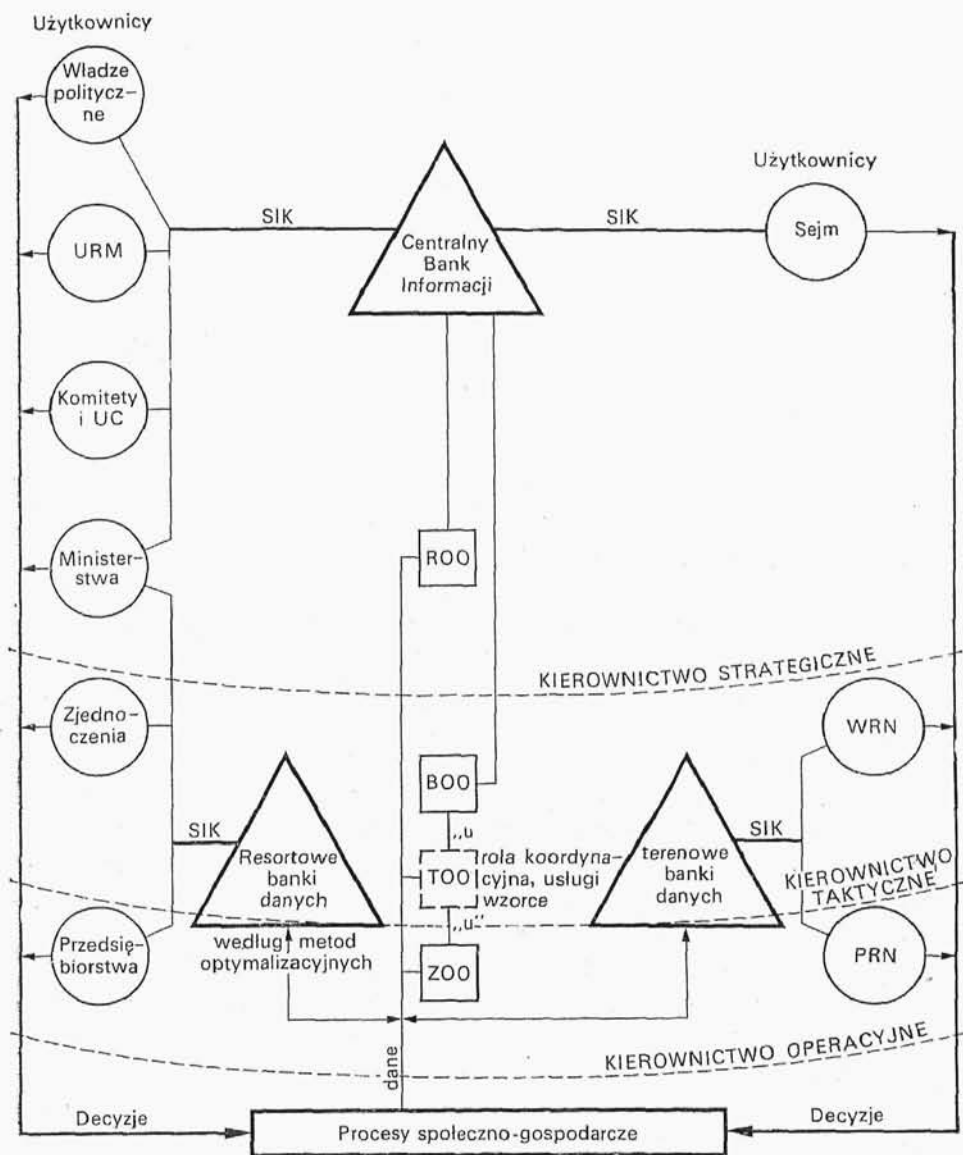 Użytkownicy
Władze
politycz-
ne
Użytkownicy
SIK
SIK
Sejm
URM
Centralny
Bank
Informacji
Komitety
i UC
Minister-
stwa
ROO
KIEROWNICTWO STRATEGICZNE
Zjedno-
czenia
WRN
BOO
„u
SIK
SIK
Resortowe
banki
danych
TOO
rola koordyna-
cyjna, usługi
wzorce
terenowe
banki
danych
KIEROWNICTWO
TAKTYCZNE
„u''
według metod
optymalizacyjnych
Przedsię-
biorstwa
ZOO
PRN
KIEROWNICTWO OPERACYJNE
dane
Decyzje
Decyzje
Procesy społeczno-gospodarcze